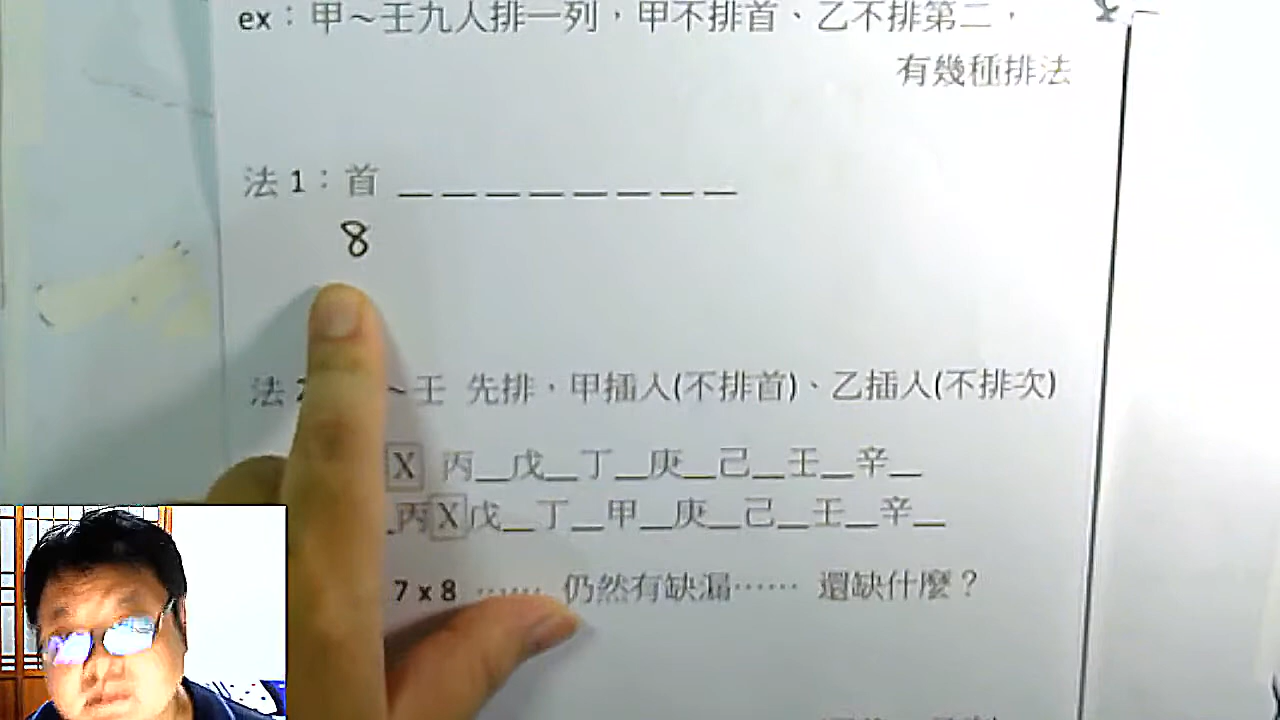 ex：甲～壬九人排一列，甲不排首、乙不排第二，
有幾種排法
法 1：首 ＿ ＿ ＿ ＿ ＿ ＿ ＿ ＿
8
法 ～壬 先排，甲插入(不排首)、乙插入(不排次)
X 丙＿戊＿丁＿庚＿己＿壬＿辛＿
＿丙 X 戊＿丁＿甲＿庚＿己＿壬＿辛＿
7 x 8 …… 仍然有缺漏…… 還缺什麼？